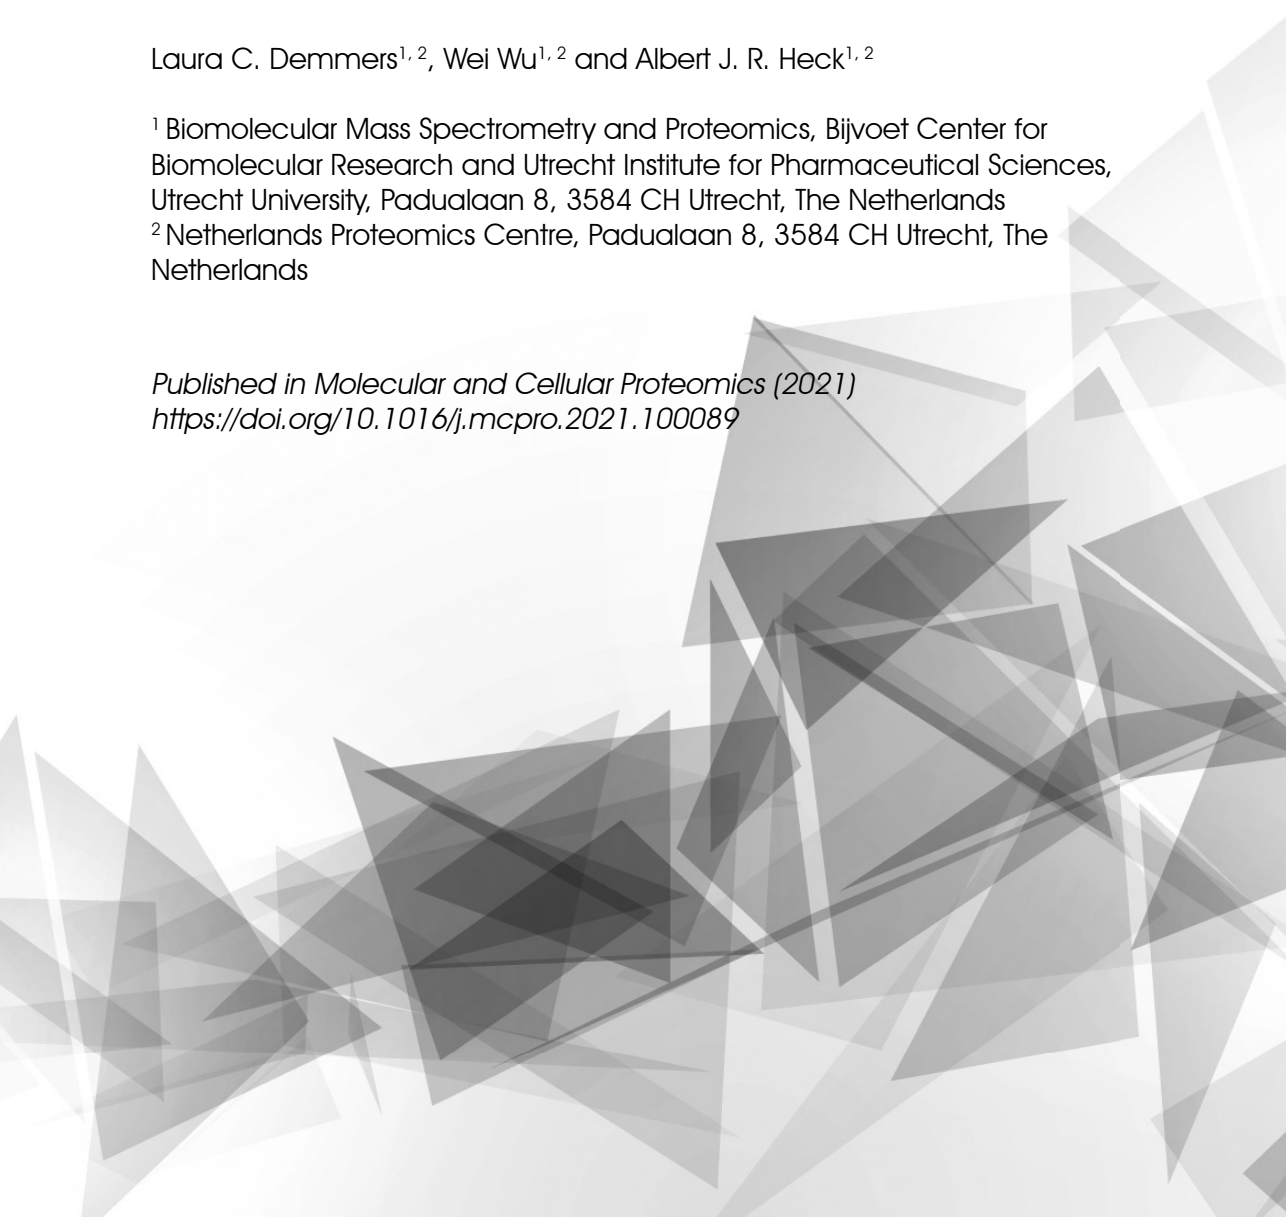 Laura C. Demmers1, 2, Wei Wu1, 2 and Albert J. R. Heck1, 2
1 Biomolecular Mass Spectrometry and Proteomics, Bijvoet Center for
Biomolecular Research and Utrecht Institute for Pharmaceutical Sciences,
Utrecht University, Padualaan 8, 3584 CH Utrecht, The Netherlands
2 Netherlands Proteomics Centre, Padualaan 8, 3584 CH Utrecht, The
Netherlands
Published in Molecular and Cellular Proteomics (2021)
https://doi.org/10.1016/j.mcpro.2021.100089